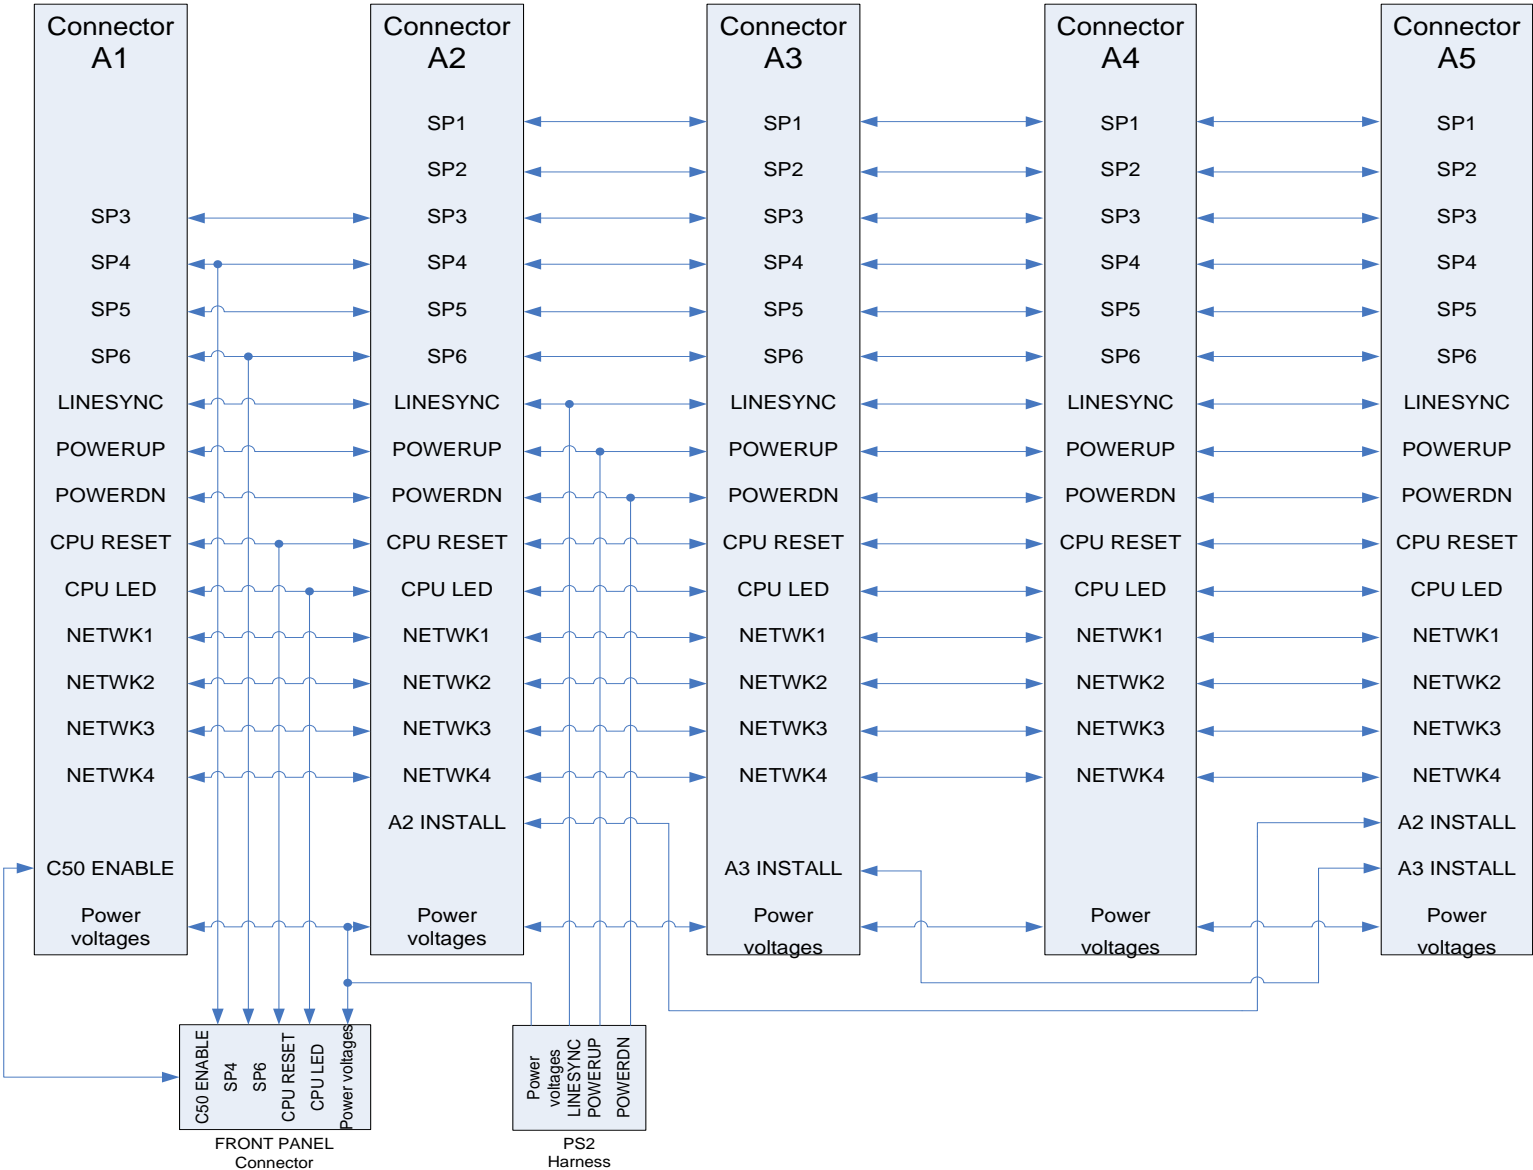 Connector
A1
SP3
SP4
SP5
SP6
LINESYNC
POWERUP
POWERDN
CPU RESET
CPU LED
NETWK1
NETWK2
NETWK3
NETWK4
C50 ENABLE
Power
voltages
Connector
A2
SP1
SP2
SP3
SP4
SP5
SP6
LINESYNC
POWERUP
POWERDN
CPU RESET
CPU LED
NETWK1
NETWK2
NETWK3
NETWK4
A2 INSTALL
Power
voltages
Connector
A3
SP1
SP2
SP3
SP4
SP5
SP6
LINESYNC
POWERUP
POWERDN
CPU RESET
CPU LED
NETWK1
NETWK2
NETWK3
NETWK4
A3 INSTALL
Power
voltages
Connector
A4
SP1
SP2
SP3
SP4
SP5
SP6
LINESYNC
POWERUP
POWERDN
CPU RESET
CPU LED
NETWK1
NETWK2
NETWK3
NETWK4
Power
voltages
Connector
A5
SP1
SP2
SP3
SP4
SP5
SP6
LINESYNC
POWERUP
POWERDN
CPU RESET
CPU LED
NETWK1
NETWK2
NETWK3
NETWK4
A2 INSTALL
A3 INSTALL
Power
voltages
C50 ENABLE
SP4
SP6
CPU RESET
CPU LED
Power voltages
FRONT PANEL
Connector
Power
voltages
LINESYNC
POWERUP
POWERDN
PS2
Harness